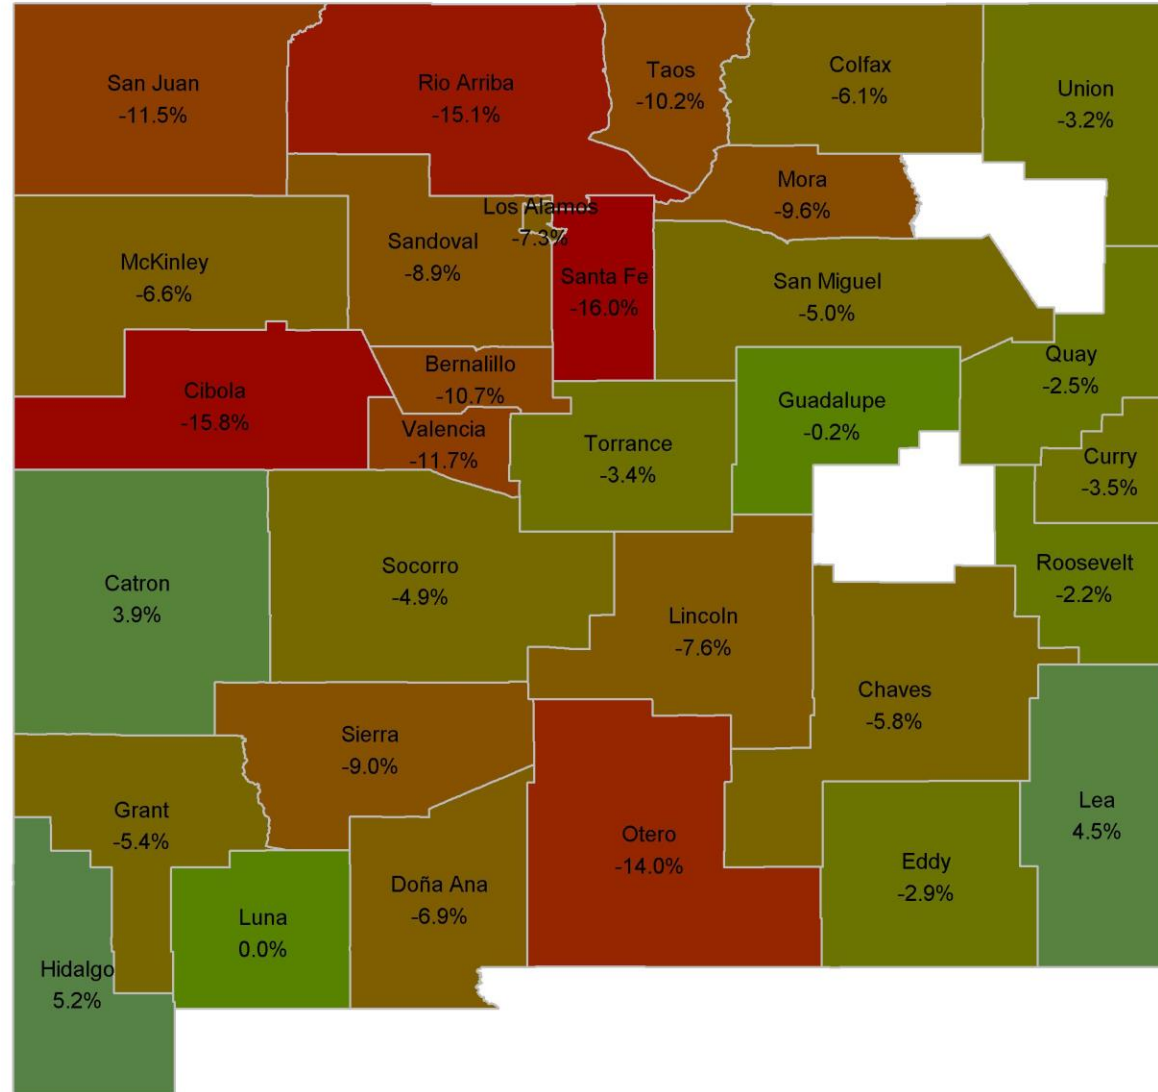 San Juan
-11.5%
Rio Arriba
-15.1%
Taos
-10.2%
Colfax
-6.1%
Union
-3.2%
Mora
-9.6%
Los Alamos
-7.3%
McKinley
-6.6%
Sandoval
-8.9%
Santa Fe
-16.0%
San Miguel
-5.0%
Quay
-2.5%
Cibola
-15.8%
Bernalillo
-10.7%
Guadalupe
-0.2%
Valencia
-11.7%
Torrance
-3.4%
Curry
-3.5%
Catron
3.9%
Socorro
-4.9%
Roosevelt
-2.2%
Lincoln
-7.6%
Chaves
-5.8%
Sierra
-9.0%
Grant
-5.4%
Otero
-14.0%
Lea
4.5%
Doña Ana
-6.9%
Eddy
-2.9%
Luna
0.0%
Hidalgo
5.2%